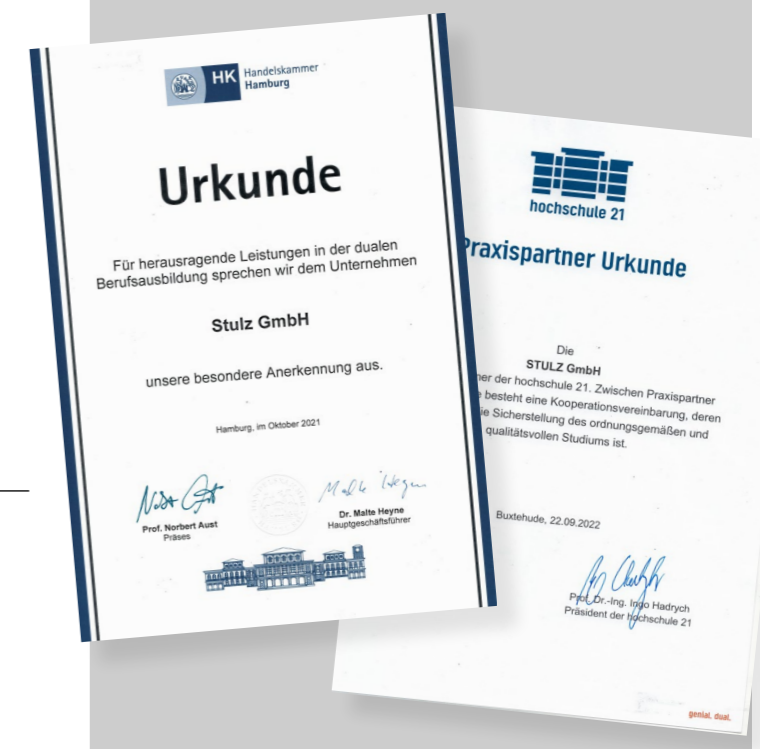 HK Handelskammer
Hamburg
Urkunde
Für herausragende Leistungen in der dualen
Berufsausbildung sprechen wir dem Unternehmen
Stulz GmbH
unsere besondere Anerkennung aus.
Hamburg, im Oktober 2021
Prof. Norbert Aust
Präses
Dr. Malte Heyne
Hauptgeschäftsführer
hochschule 21
Praxispartner Urkunde
Die
STULZ GmbH
der hochschule 21. Zwischen Praxispartner
besteht eine Kooperationsvereinbarung, deren
Sicherstellung des ordnungsgemäßen und
qualitätsvollen Studiums ist.
Buxtehude, 22.09.2022
Prof. Dr.-Ing. Ingo Hadrych
Präsident der hochschule 21
genial. dual.